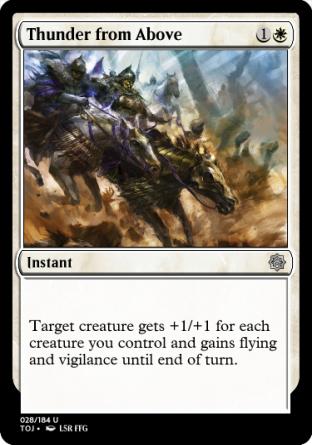 Thunder from Above 1
Instant
Target creature gets +1/+1 for each
creature you control and gains flying
and vigilance until end of turn.
028/184 U
TOJ • LSR FFG